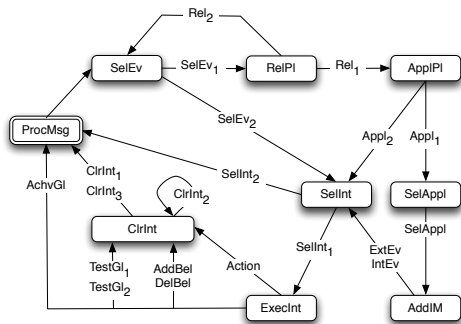 Rel2
SelEv
SelEv1
RelPl
Rel1
ApplPl
SelEv2
ProcMsg
Appl2
Appl1
AchvGl
ClrInt1
ClrInt3
SelInt2
ClrInt2
SelInt
SelAppl
ClrInt
SelInt1
SelAppl
TestGl1
TestGl2
AddBel
DelBel
Action
ExtEv
IntEv
ExecInt
AddIM